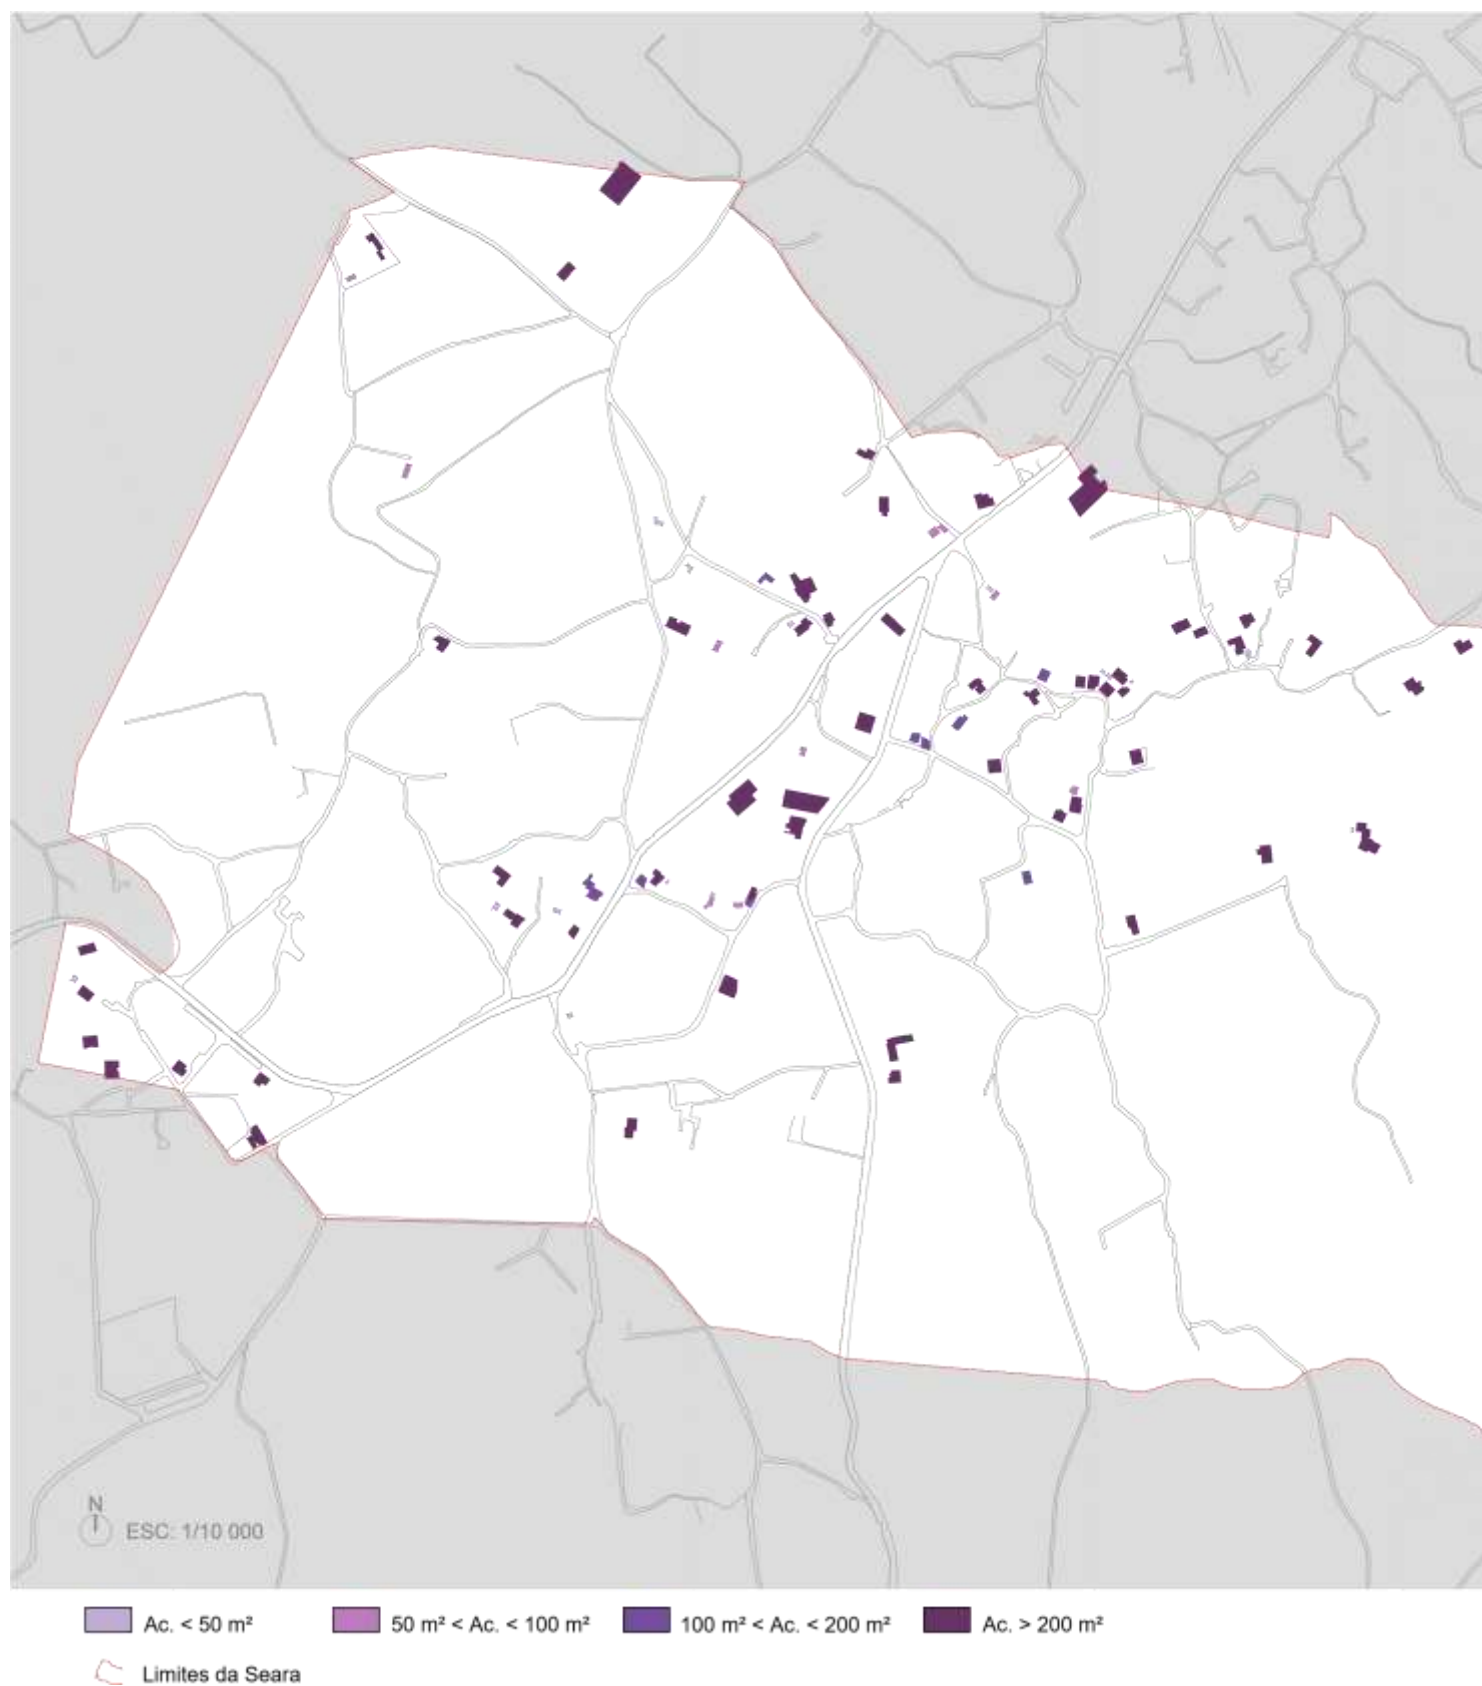 N
ESC: 1/10 000
Ac. < 50 m² 50 m² < Ac. < 100 m² 100 m² < Ac. < 200 m² Ac. > 200 m²
Limites da Seara